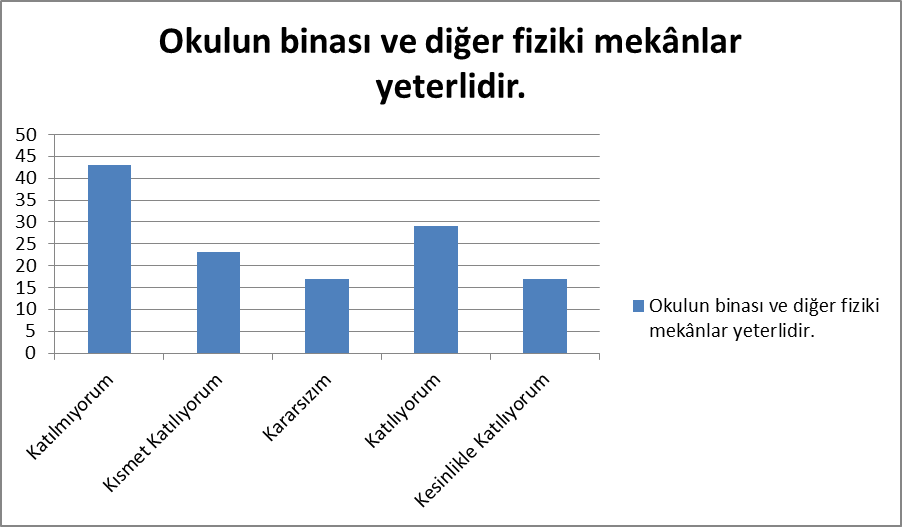 Okulun binası ve diğer fiziki mekânlar
yeterlidir.
50
45
40
35
30
25
20
15
10
5
0
Katılmıyorum
Kısmet Katılıyorum
Kararsızım
Katılıyorum
Kesinlikle Katılıyorum
Okulun binası ve diğer fiziki
mekânlar yeterlidir.